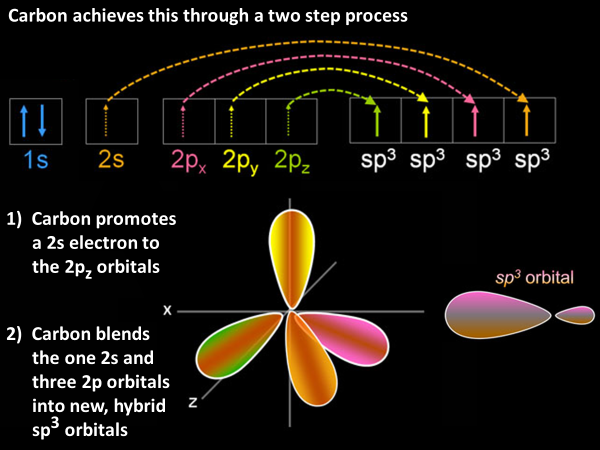 Carbon achieves this through a two step process
1s 2s 2pₓ 2py 2pz sp³ sp³ sp³ sp³
1) Carbon promotes
a 2s electron to
the 2pz orbitals
sp³ orbital
x
2) Carbon blends
the one 2s and
three 2p orbitals
into new, hybrid
z
sp³ orbitals